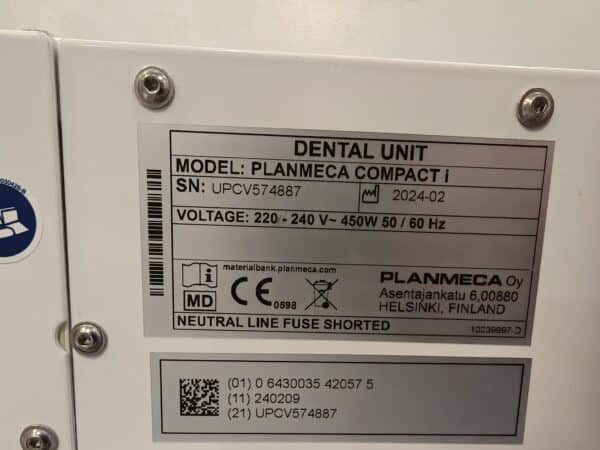 DENTAL UNIT
MODEL: PLANMECA COMPACT i
SN: UPCV574887
2024-02
VOLTAGE: 220 - 240 V~ 450W 50 / 60 Hz
materialbank.planmeca.com
MD
CE 0598
PLANMECA Oy
Asentajankatu 6,00880
HELSINKI, FINLAND
NEUTRAL LINE FUSE SHORTED
10039997-D
(01) 0 6430035 42057 5
(11) 240209
(21) UPCV574887